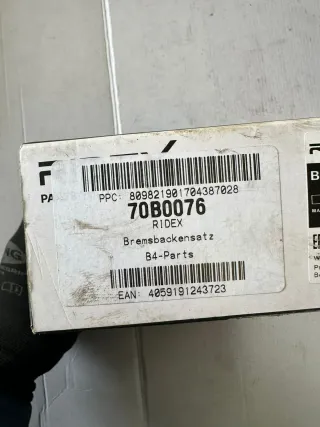 PPC: 809821901704387028
70B0076
RIDEX
Bremsbackensatz
B4-Parts
EAN: 4059191243723